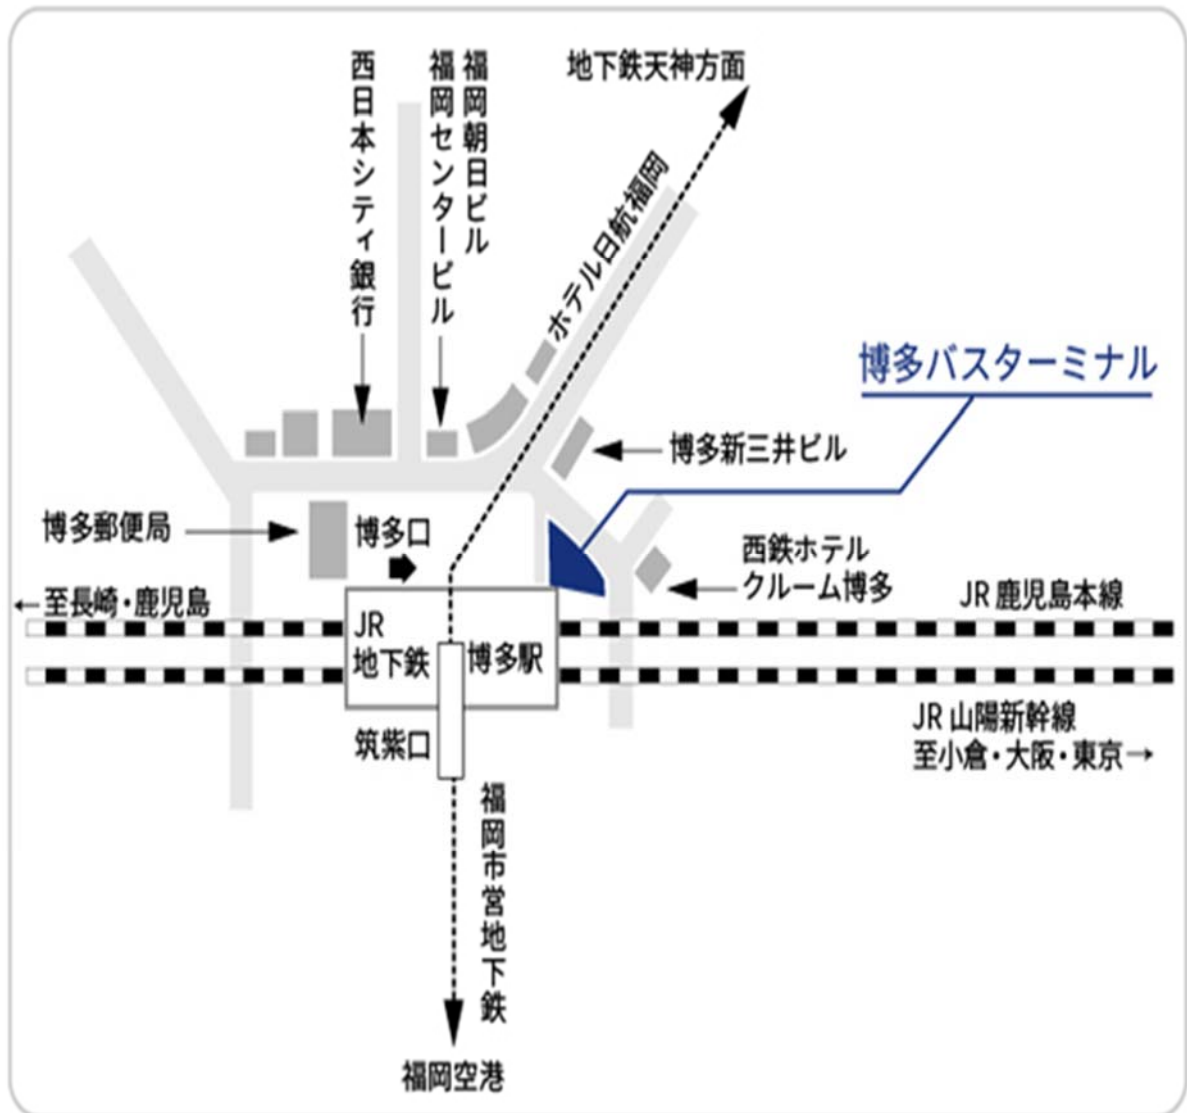 地下鉄天神方面
西日本シティ銀行
福岡朝日ビル
福岡センタービル
ホテル日航福岡
博多バスターミナル
博多新三井ビル
博多郵便局
博多口
西鉄ホテル
クルーム博多
←至長崎・鹿児島
JR 鹿児島本線
JR
地下鉄
博多駅
JR 山陽新幹線
至小倉・大阪・東京→
筑紫口
福岡市営地下鉄
福岡空港